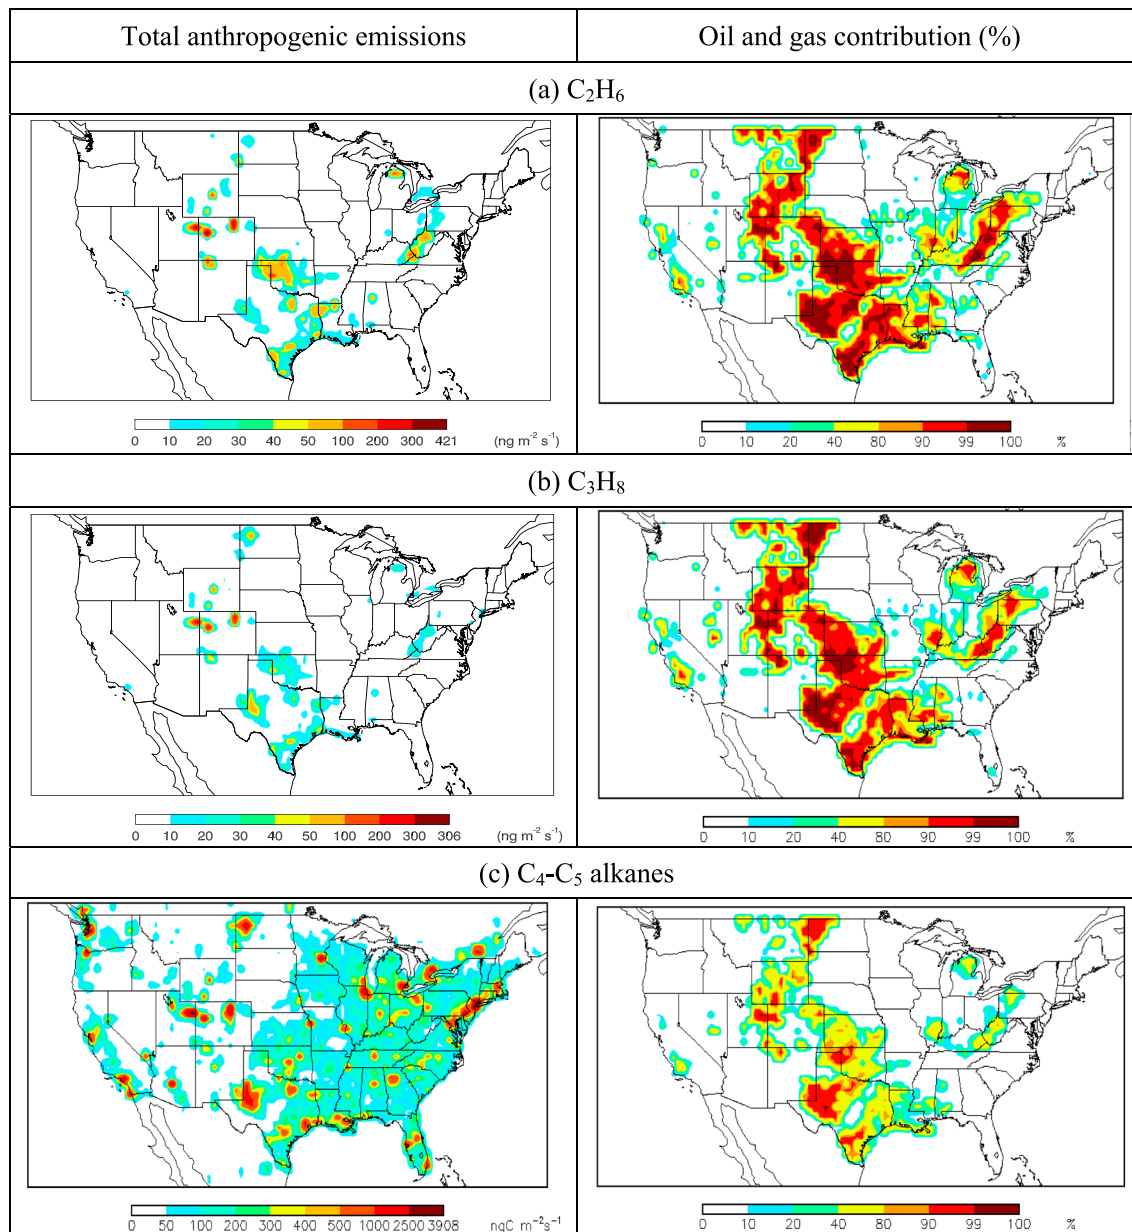 Total anthropogenic emissions
Oil and gas contribution (%)
(a) C₂H₆
0 10 20 30 40 50 100 200 300 421 (ng m⁻² s⁻¹)
0 10 20 40 80 90 99 100 %
(b) C₃H₈
0 10 20 30 40 50 100 200 300 306 (ng m⁻² s⁻¹)
0 10 20 40 80 90 99 100 %
(c) C₄-C₅ alkanes
0 50 100 200 300 400 500 1000 2500 3908 ngC m⁻²s⁻¹
0 10 20 40 80 90 99 100 %